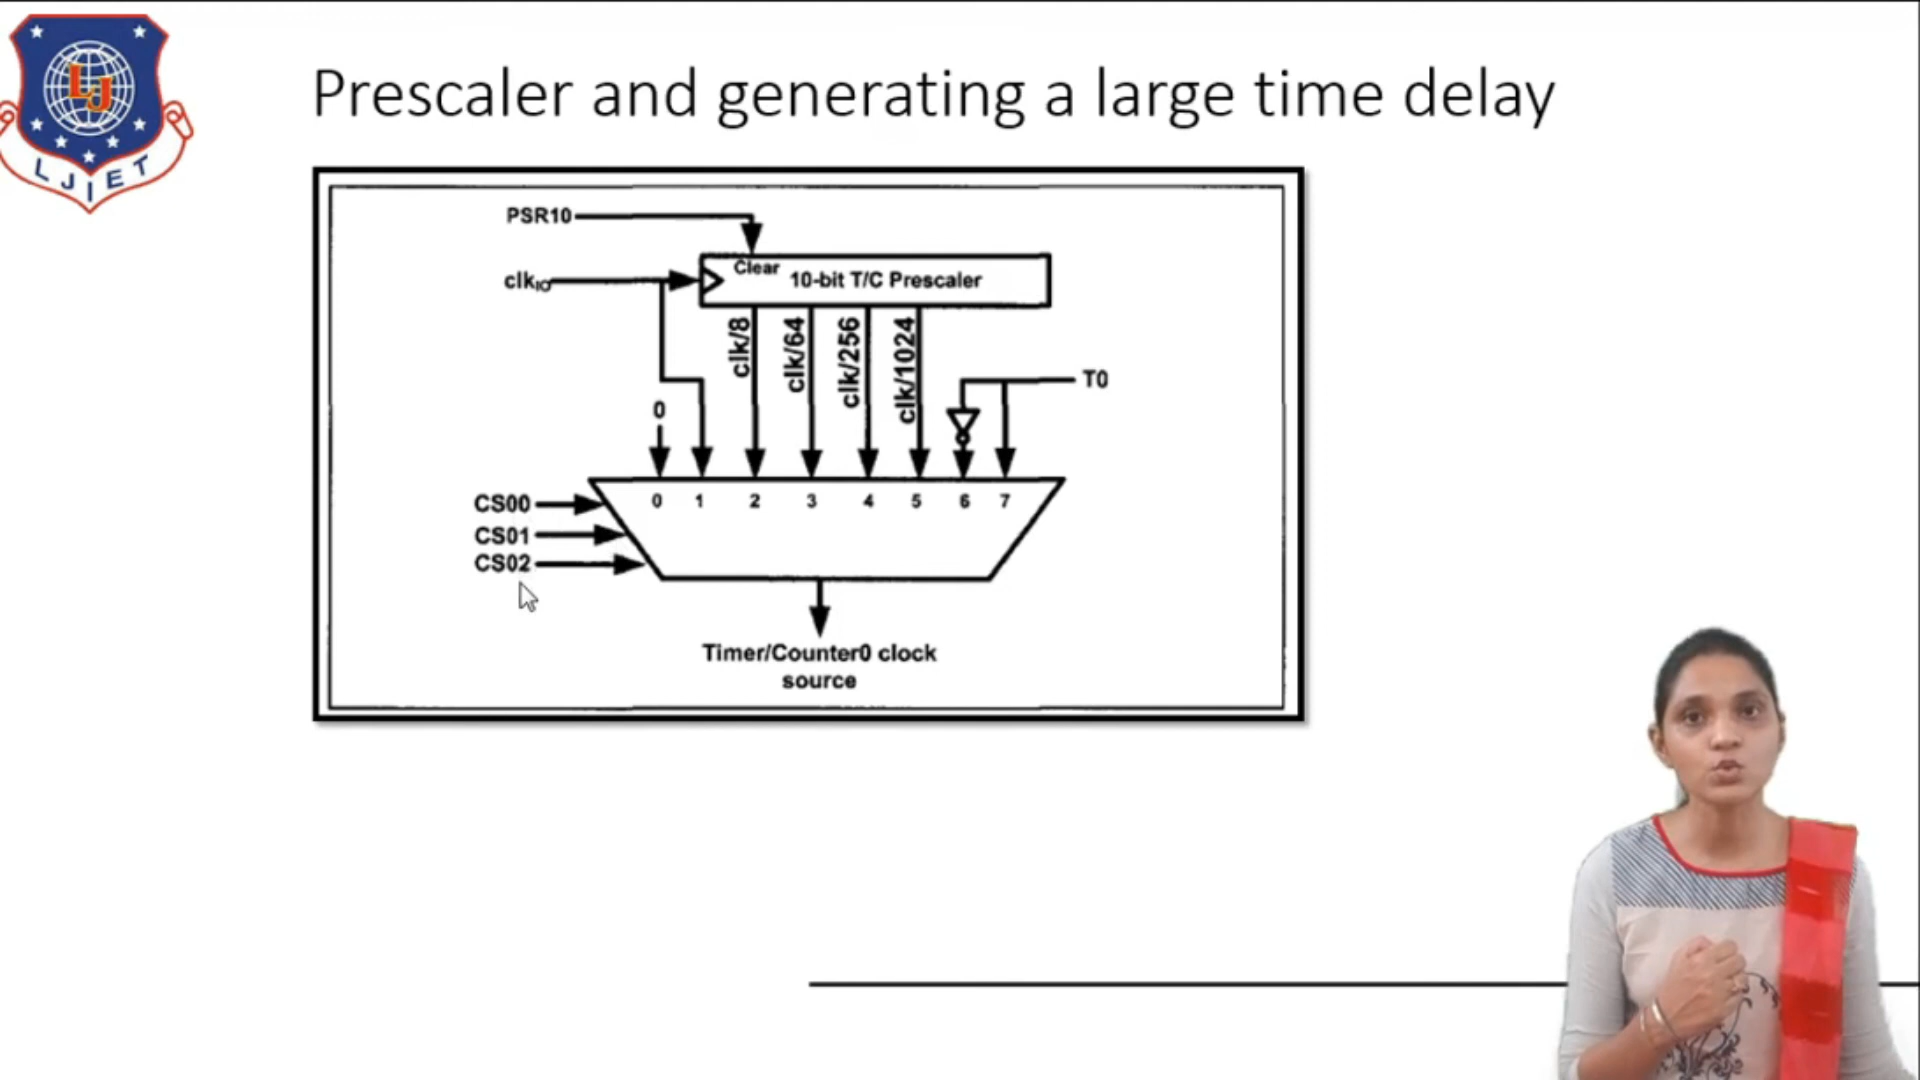 LJ
LJIET
Prescaler and generating a large time delay
PSR10
clkIO
Clear
10-bit T/C Prescaler
clk/8
clk/64
clk/256
clk/1024
T0
0
0 1 2 3 4 5 6 7
CS00
CS01
CS02
Timer/Counter0 clock
source